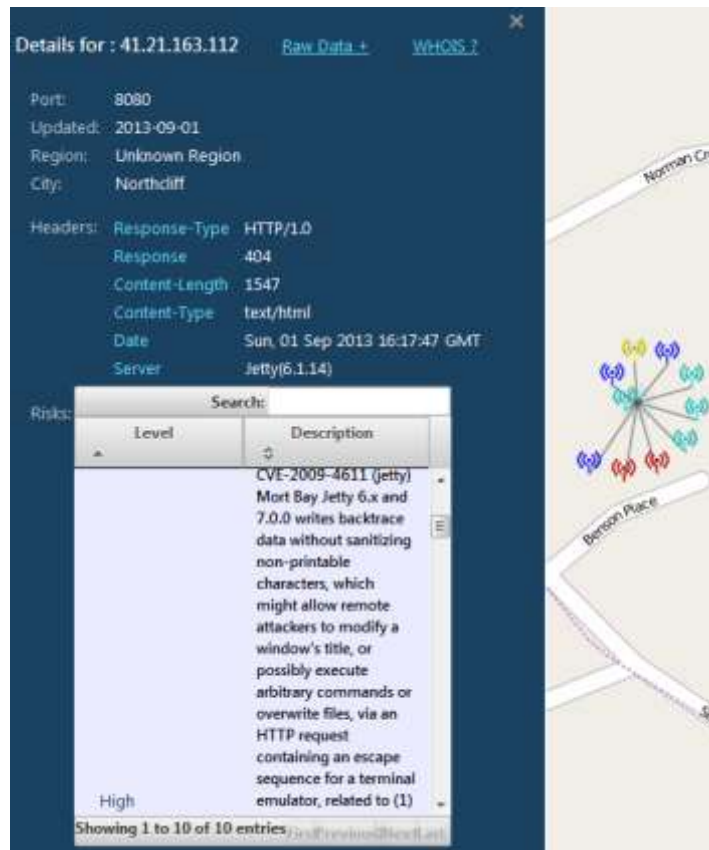 Details for : 41.21.163.112 Raw Data + WHOIS ?
Port: 8080
Updated: 2013-09-01
Region: Unknown Region
City: Northcliff
Headers: Response-Type HTTP/1.0
Response 404
Content-Length 1547
Content-Type text/html
Date Sun, 01 Sep 2013 16:17:47 GMT
Server Jetty(6.1.14)
Risks:
Search:
Level Description
CVE-2009-4611 (jetty)
Mort Bay Jetty 6.x and
7.0.0 writes backtrace
data without sanitizing
non-printable
characters, which
might allow remote
attackers to modify a
window's title, or
possibly execute
arbitrary commands or
overwrite files, via an
HTTP request
containing an escape
sequence for a terminal
High emulator, related to (1)
Showing 1 to 10 of 10 entries FirstPreviousNextLast
Norman
Benson Place